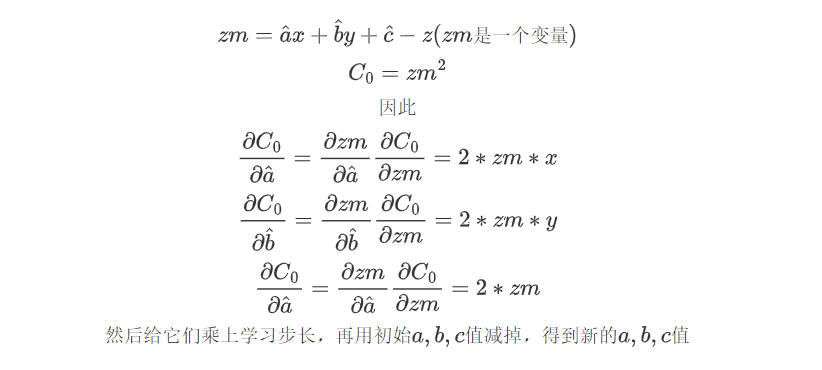 zm = âx + b̂y + ĉ − z(zm是一个变量)
C₀ = zm²
因此
∂C₀/∂â = ∂zm/∂â ∂C₀/∂zm = 2 ∗ zm ∗ x
∂C₀/∂b̂ = ∂zm/∂b̂ ∂C₀/∂zm = 2 ∗ zm ∗ y
∂C₀/∂â = ∂zm/∂â ∂C₀/∂zm = 2 ∗ zm
然后给它们乘上学习步长，再用初始a, b, c值减掉，得到新的a, b, c值